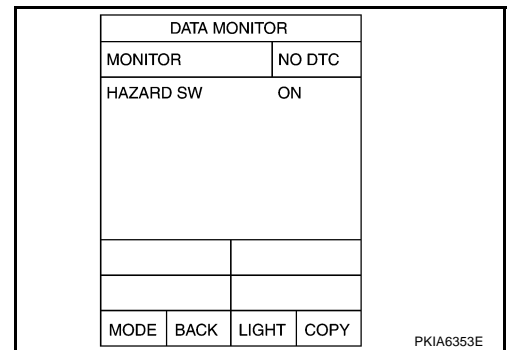 DATA MONITOR
MONITOR NO DTC
HAZARD SW ON
MODE BACK LIGHT COPY
PKIA6353E